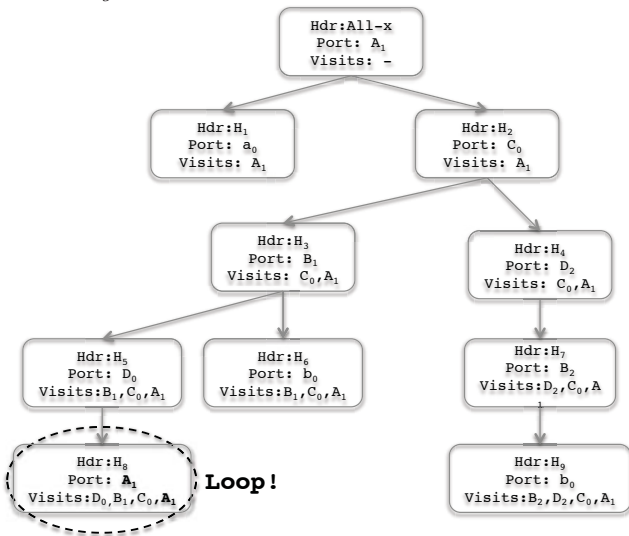 Hdr:All-x
Port: A₁
Visits: -
Hdr:H₁
Port: a₀
Visits: A₁
Hdr:H₂
Port: C₀
Visits: A₁
Hdr:H₃
Port: B₁
Visits: C₀,A₁
Hdr:H₄
Port: D₂
Visits: C₀,A₁
Hdr:H₅
Port: D₀
Visits:B₁,C₀,A₁
Hdr:H₆
Port: b₀
Visits:B₁,C₀,A₁
Hdr:H₇
Port: B₂
Visits:D₂,C₀,A
₁
Hdr:H₈
Port: A₁
Visits:D₀,B₁,C₀,A₁
Loop!
Hdr:H₉
Port: b₀
Visits:B₂,D₂,C₀,A₁